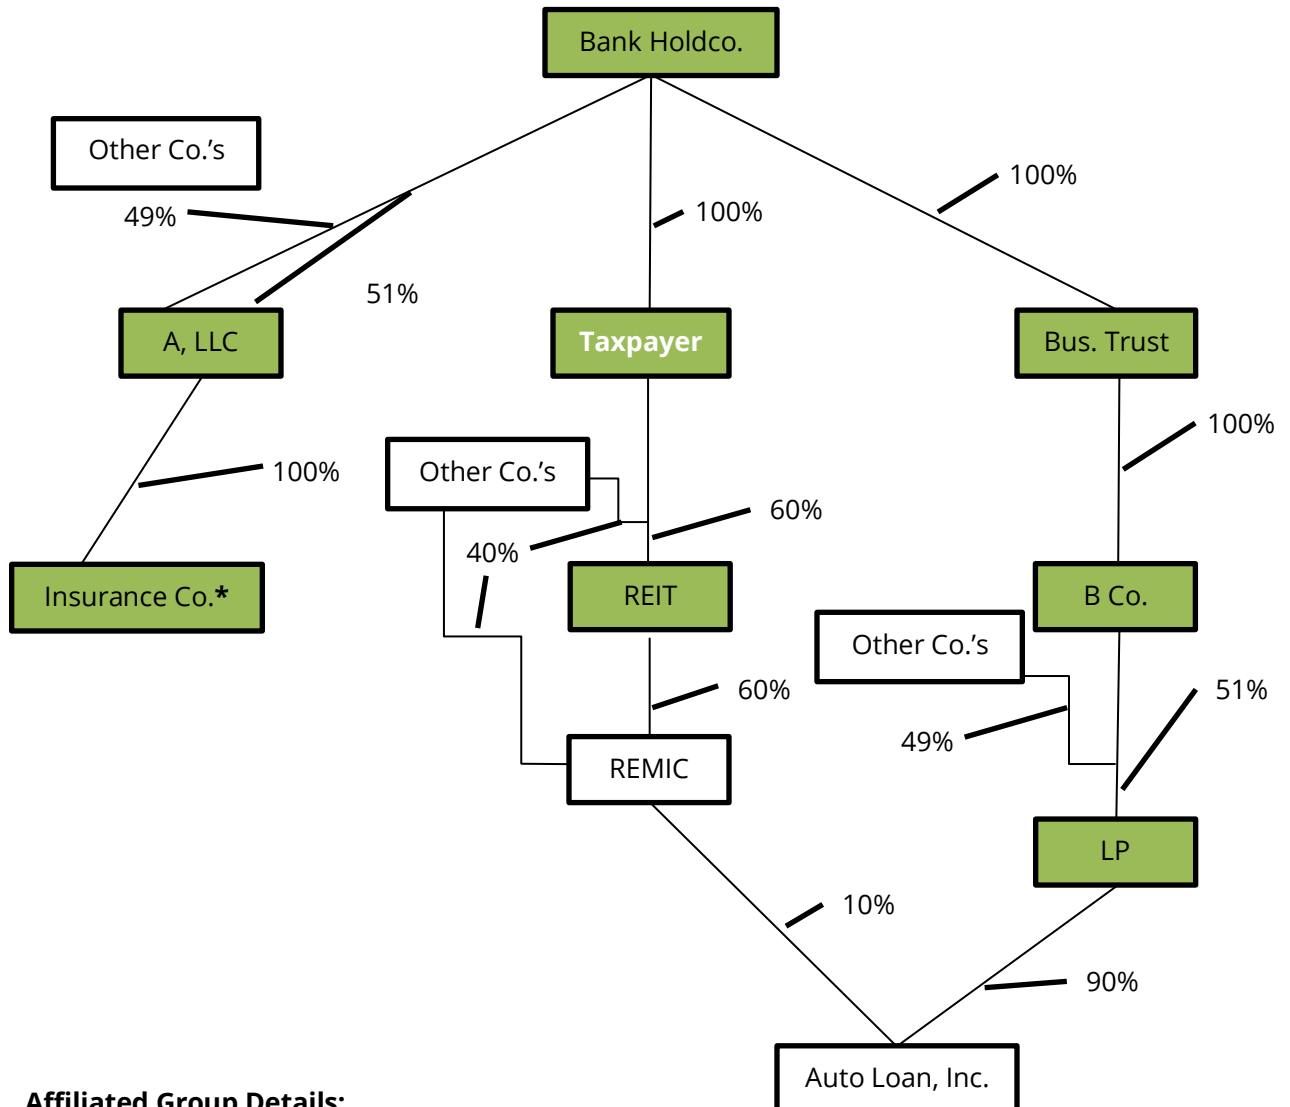 Bank Holdco.
Other Co.’s
100%
49%
100%
51%
A, LLC
Taxpayer
Bus. Trust
100%
Other Co.’s
100%
60%
40%
Insurance Co.*
REIT
B Co.
Other Co.’s
60%
51%
49%
REMIC
LP
10%
90%
Auto Loan, Inc.
Affiliated Group Details: